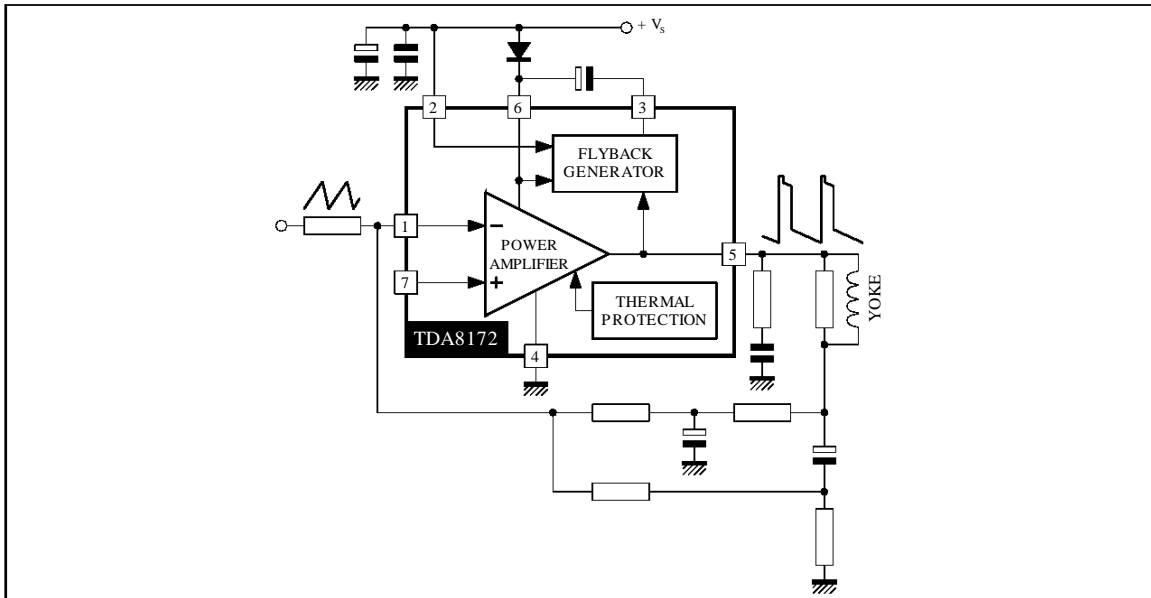 + Vs
2
6
3
FLYBACK
GENERATOR
1
−
POWER
AMPLIFIER
5
7
+
THERMAL
PROTECTION
YOKE
TDA8172
4